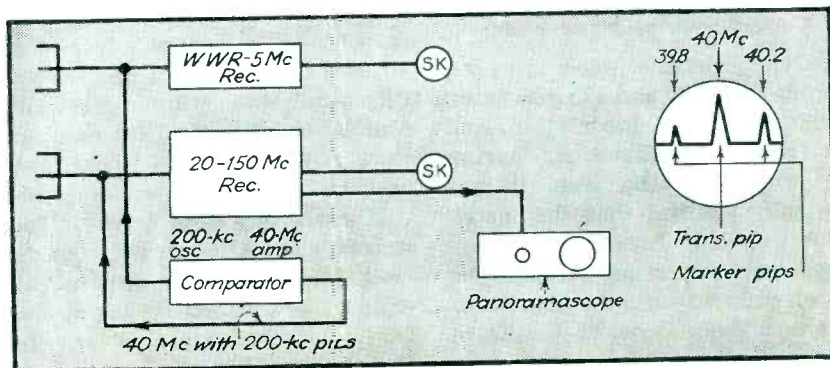 WWR-5 Mc
Rec.
SK
20-150 Mc
Rec.
SK
200-kc
osc
40-Mc
amp
Comparator
40 Mc with 200-kc pips
Panoramascope
39.8
40 Mc
40.2
Trans. pip
Marker pips